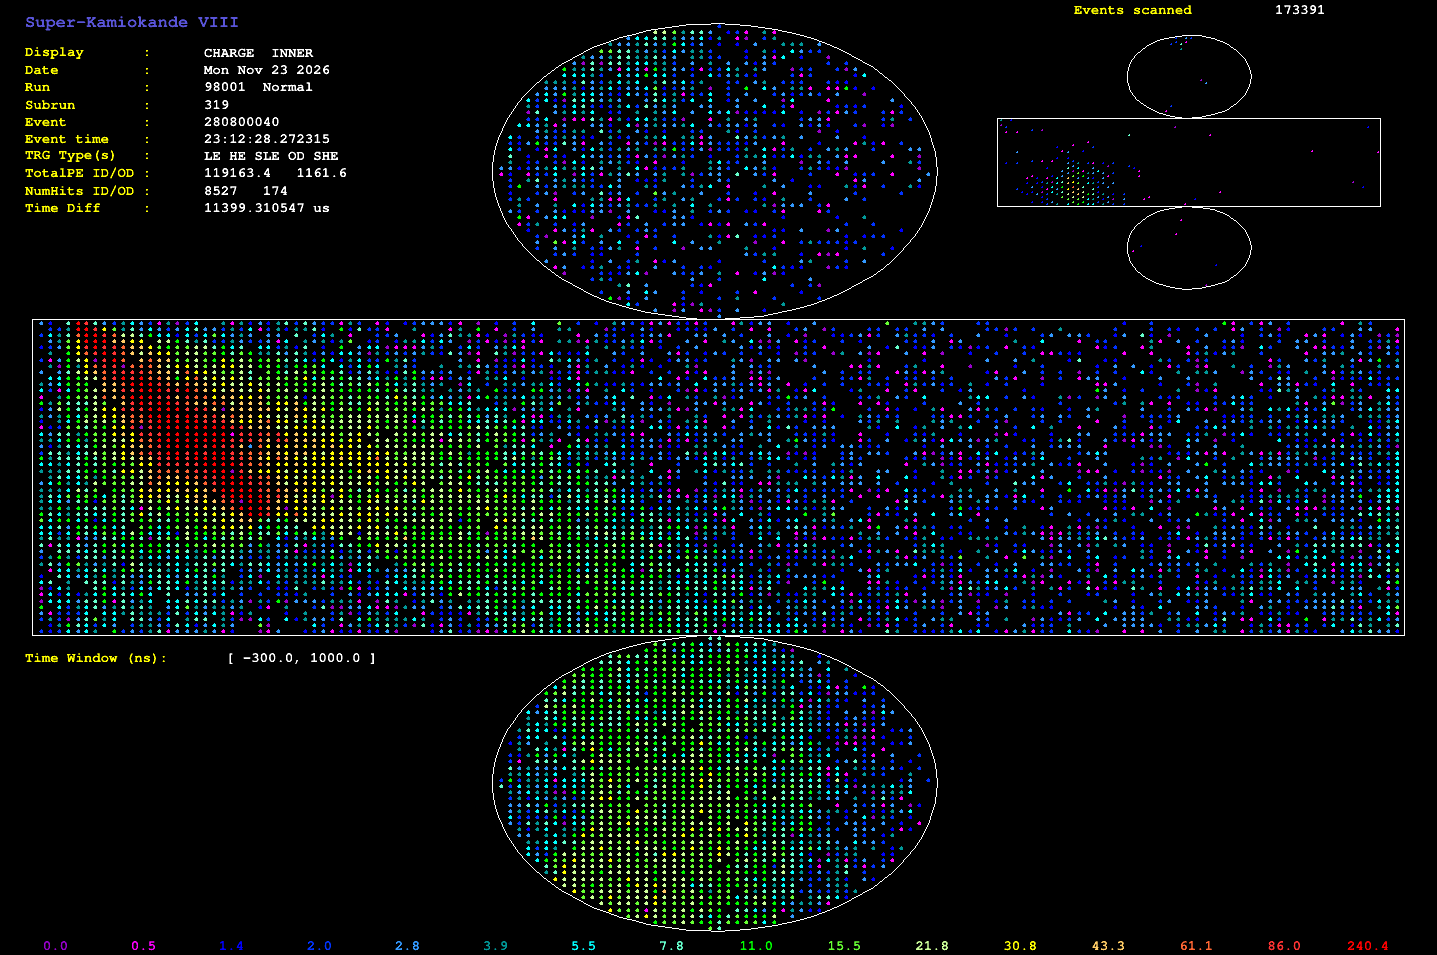 Super-Kamiokande VIII
Events scanned 173391
Display : CHARGE INNER
Date : Mon Nov 23 2026
Run : 98001 Normal
Subrun : 319
Event : 280800040
Event time : 23:12:28.272315
TRG Type(s) : LE HE SLE OD SHE
TotalPE ID/OD : 119163.4 1161.6
NumHits ID/OD : 8527 174
Time Diff : 11399.310547 us
Time Window (ns): [ -300.0, 1000.0 ]
0.0 0.5 1.4 2.0 2.8 3.9 5.5 7.8 11.0 15.5 21.8 30.8 43.3 61.1 86.0 240.4